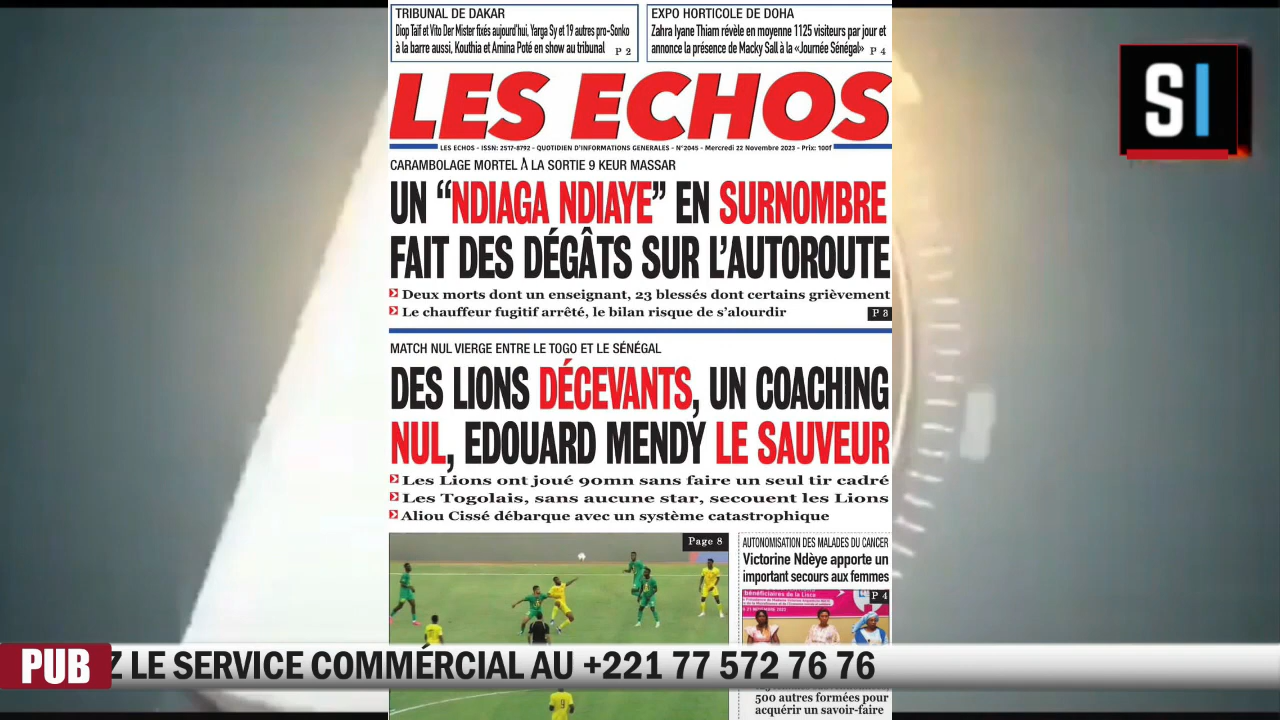 TRIBUNAL DE DAKAR
Diop Taïf et Vito Der Mister fixés aujourd'hui, Yarga Sy et 19 autres pro-Sonko
à la barre aussi, Kouthia et Amina Poté en show au tribunal P 2
EXPO HORTICOLE DE DOHA
Zahra Iyane Thiam révèle en moyenne 1125 visiteurs par jour et
annonce la présence de Macky Sall à la «Journée Sénégal» P 4
SI
LES ECHOS
LES ECHOS - ISSN: 2517-8792 - QUOTIDIEN D'INFORMATIONS GENERALES - N°2045 - Mercredi 22 Novembre 2023 - Prix: 100f
CARAMBOLAGE MORTEL À LA SORTIE 9 KEUR MASSAR
UN “NDIAGA NDIAYE” EN SURNOMBRE
FAIT DES DÉGÂTS SUR L’AUTOROUTE
Deux morts dont un enseignant, 23 blessés dont certains grièvement
Le chauffeur fugitif arrêté, le bilan risque de s’alourdir
P 3
MATCH NUL VIERGE ENTRE LE TOGO ET LE SÉNÉGAL
DES LIONS DÉCEVANTS, UN COACHING
NUL, EDOUARD MENDY LE SAUVEUR
Les Lions ont joué 90mn sans faire un seul tir cadré
Les Togolais, sans aucune star, secouent les Lions
Aliou Cissé débarque avec un système catastrophique
Page 8
AUTONOMISATION DES MALADES DU CANCER
Victorine Ndèye apporte un
important secours aux femmes
P 4
bénéficiaires de la Lisca
PUB
Z LE SERVICE COMMERCIAL AU +221 77 572 76 76
500 autres formées pour
acquérir un savoir-faire